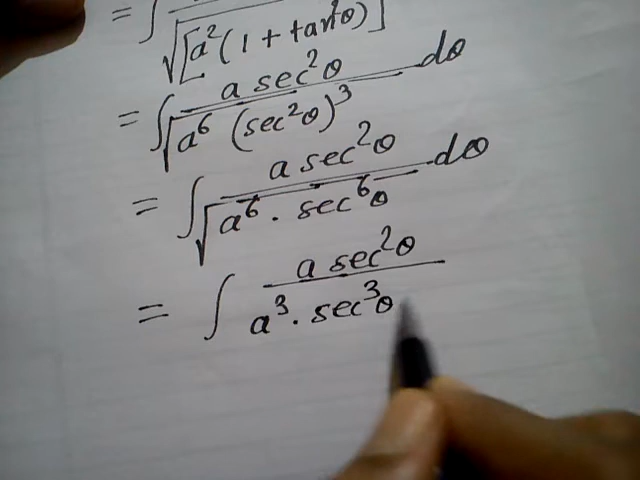 = ∫
√[a²(1 + tan²θ)]
= ∫ a sec²θ / √a⁶ (sec²θ)³ dθ
= ∫ a sec²θ / √a⁶ . sec⁶θ dθ
= ∫ a sec²θ / a³ . sec³θ